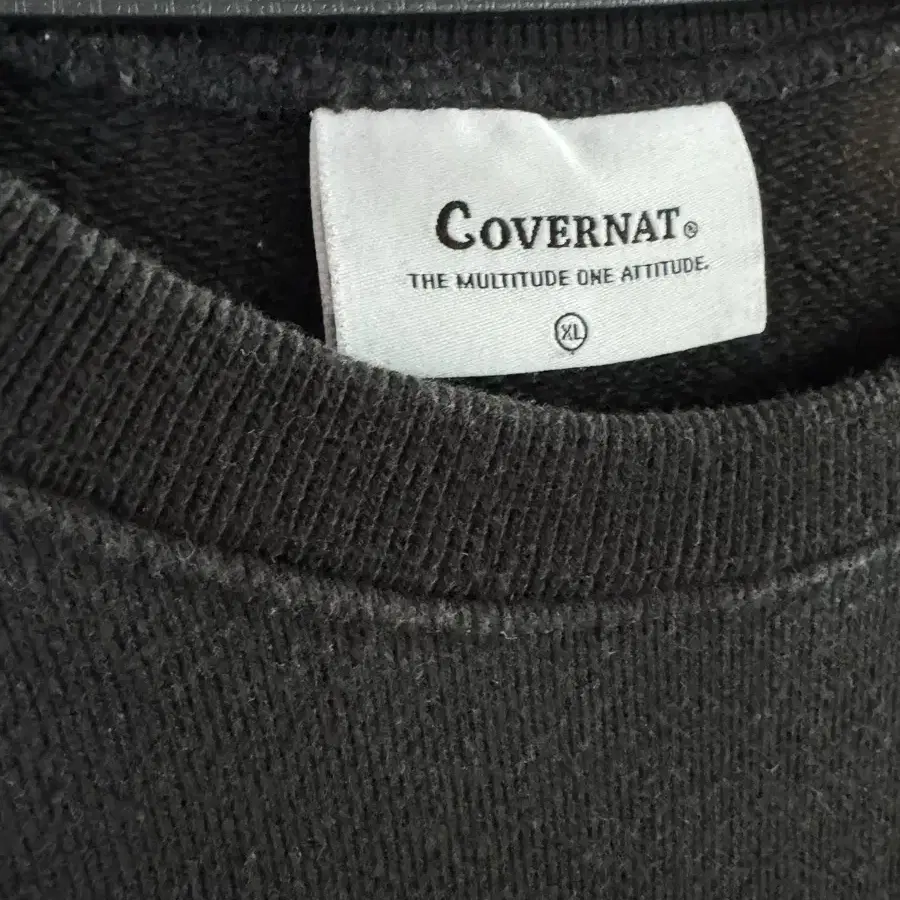 COVERNAT®
THE MULTITUDE ONE ATTITUDE.
XL